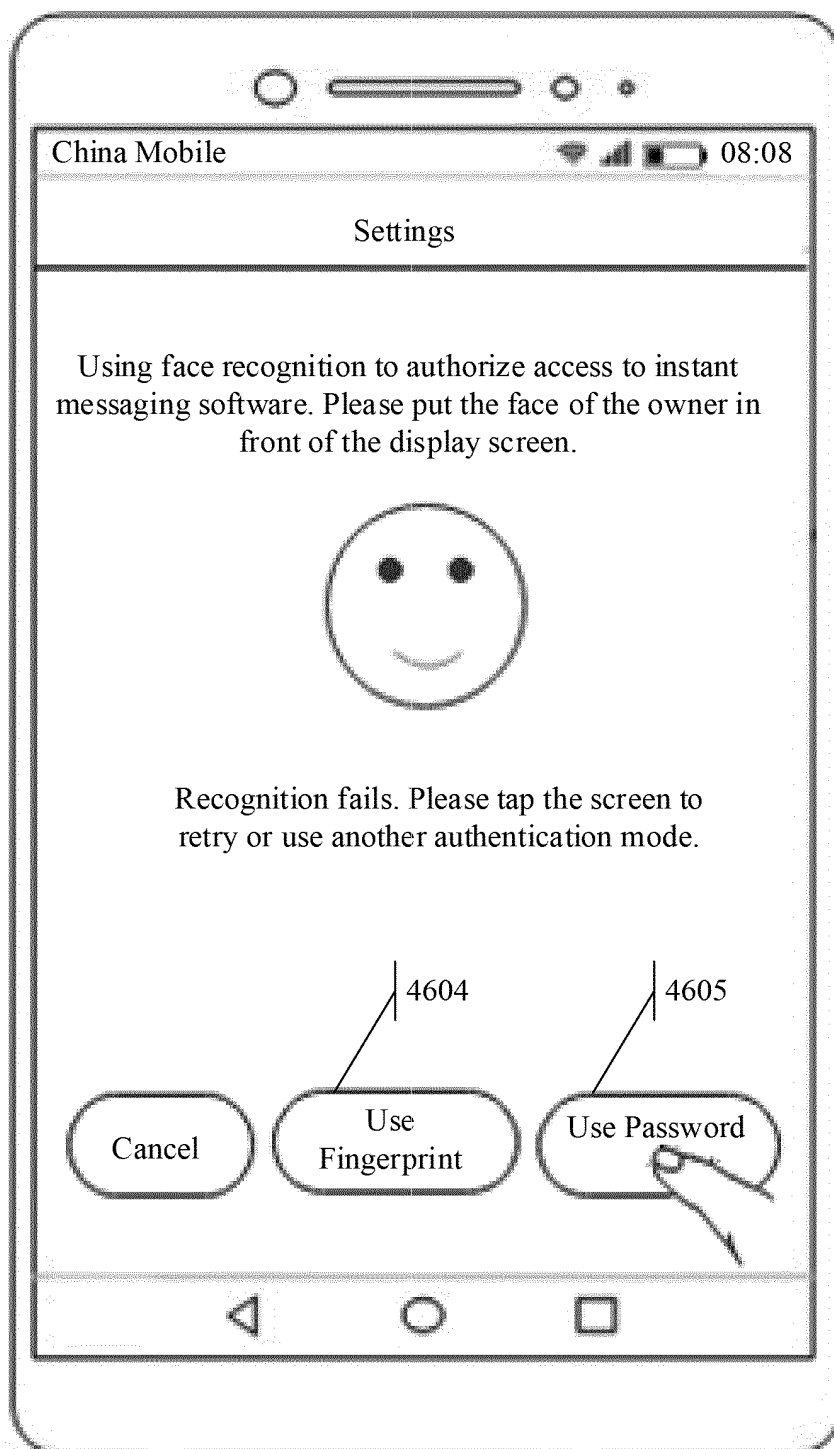 China Mobile 08:08
Settings
Using face recognition to authorize access to instant
messaging software. Please put the face of the owner in
front of the display screen.
Recognition fails. Please tap the screen to
retry or use another authentication mode.
4604 4605
Cancel
Use
Fingerprint
Use Password